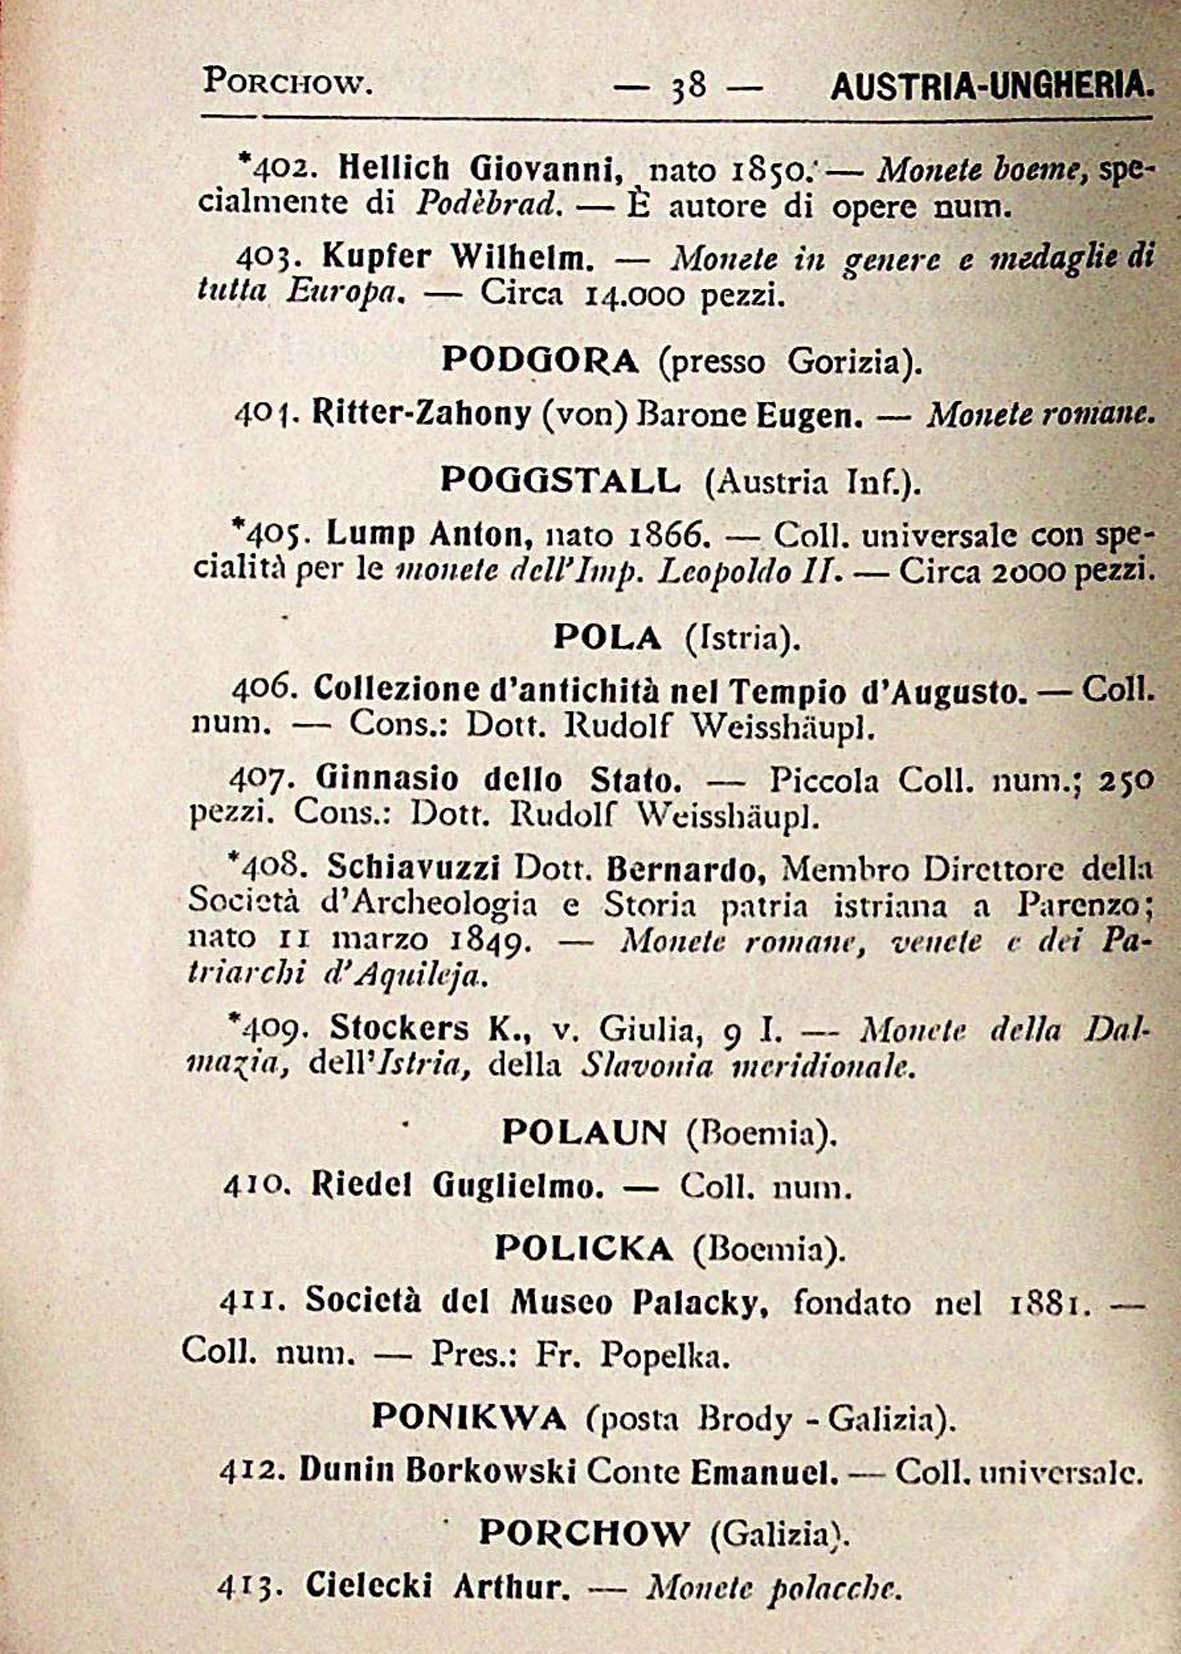 PORCHOW. — 38 — AUSTRIA-UNGHERIA.
*402. Hellich Giovanni, nato 1850. — Monete boeme, spe-
cialmente di Podèbrad. — È autore di opere num.
403. Kupfer Wilhelm. — Monete in genere e medaglie di
tutta Europa. — Circa 14.000 pezzi.
PODGORA (presso Gorizia).
404. Ritter-Zahony (von) Barone Eugen. — Monete romane.
POGGSTALL (Austria Inf.).
*405. Lump Anton, nato 1866. — Coll. universale con spe-
cialità per le monete dell'Imp. Leopoldo II. — Circa 2000 pezzi.
POLA (Istria).
406. Collezione d'antichità nel Tempio d'Augusto. — Coll.
num. — Cons.: Dott. Rudolf Weisshäupl.
407. Ginnasio dello Stato. — Piccola Coll. num.; 250
pezzi. Cons.: Dott. Rudolf Weisshäupl.
*408. Schiavuzzi Dott. Bernardo, Membro Direttore della
Società d'Archeologia e Storia patria istriana a Parenzo;
nato 11 marzo 1849. — Monete romane, venete e dei Pa-
triarchi d'Aquileja.
*409. Stockers K., v. Giulia, 9 I. — Monete della Dal-
mazia, dell'Istria, della Slavonia meridionale.
POLAUN (Boemia).
410. Riedel Guglielmo. — Coll. num.
POLICKA (Boemia).
411. Società del Museo Palacky, fondato nel 1881. —
Coll. num. — Pres.: Fr. Popelka.
PONIKWA (posta Brody - Galizia).
412. Dunin Borkowski Conte Emanuel. — Coll. universale.
PORCHOW (Galizia).
413. Cielecki Arthur. — Monete polacche.